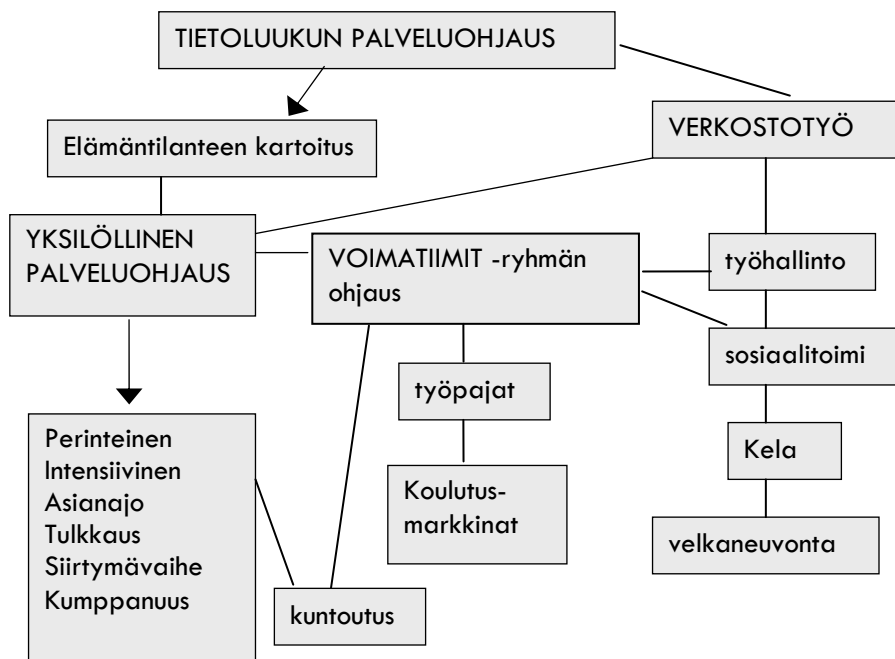 TIETOLUUKUN PALVELUOHJAUS
VERKOSTOTYÖ
Elämäntilanteen kartoitus
YKSILÖLLINEN
PALVELUOHJAUS
VOIMATIIMIT -ryhmän
ohjaus
työhallinto
sosiaalitoimi
työpajat
Perinteinen
Intensiivinen
Asianajo
Tulkkaus
Siirtymävaihe
Kumppanuus
Koulutus-
markkinat
Kela
velkaneuvonta
kuntoutus